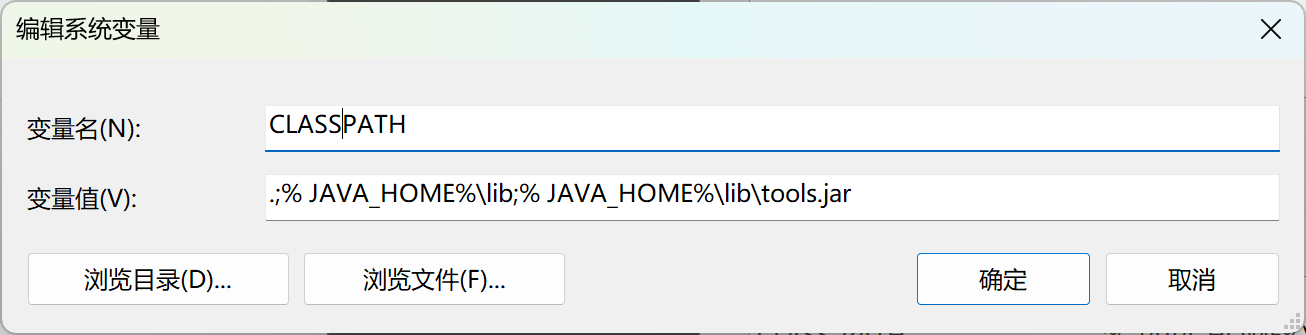 编辑系统变量
变量名(N):
CLASSPATH
变量值(V):
.;% JAVA_HOME%\lib;% JAVA_HOME%\lib\tools.jar
浏览目录(D)...
浏览文件(F)...
确定
取消